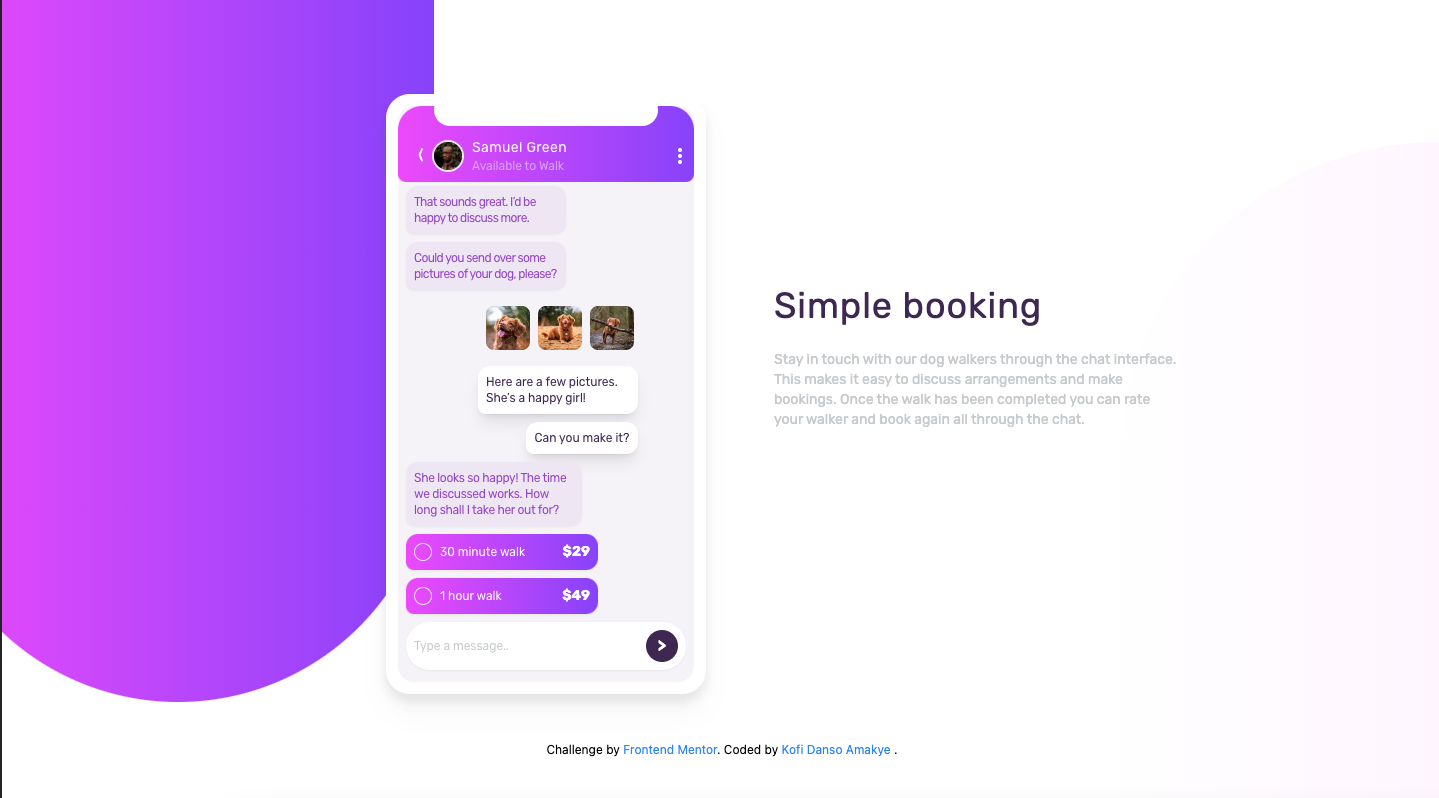 Samuel Green
Available to Walk
That sounds great. I'd be
happy to discuss more.
Could you send over some
pictures of your dog, please?
Here are a few pictures.
She's a happy girl!
Can you make it?
She looks so happy! The time
we discussed works. How
long shall I take her out for?
30 minute walk $29
1 hour walk $49
Type a message..
Simple booking
Stay in touch with our dog walkers through the chat interface.
This makes it easy to discuss arrangements and make
bookings. Once the walk has been completed you can rate
your walker and book again all through the chat.
Challenge by Frontend Mentor. Coded by Kofi Danso Amakye .